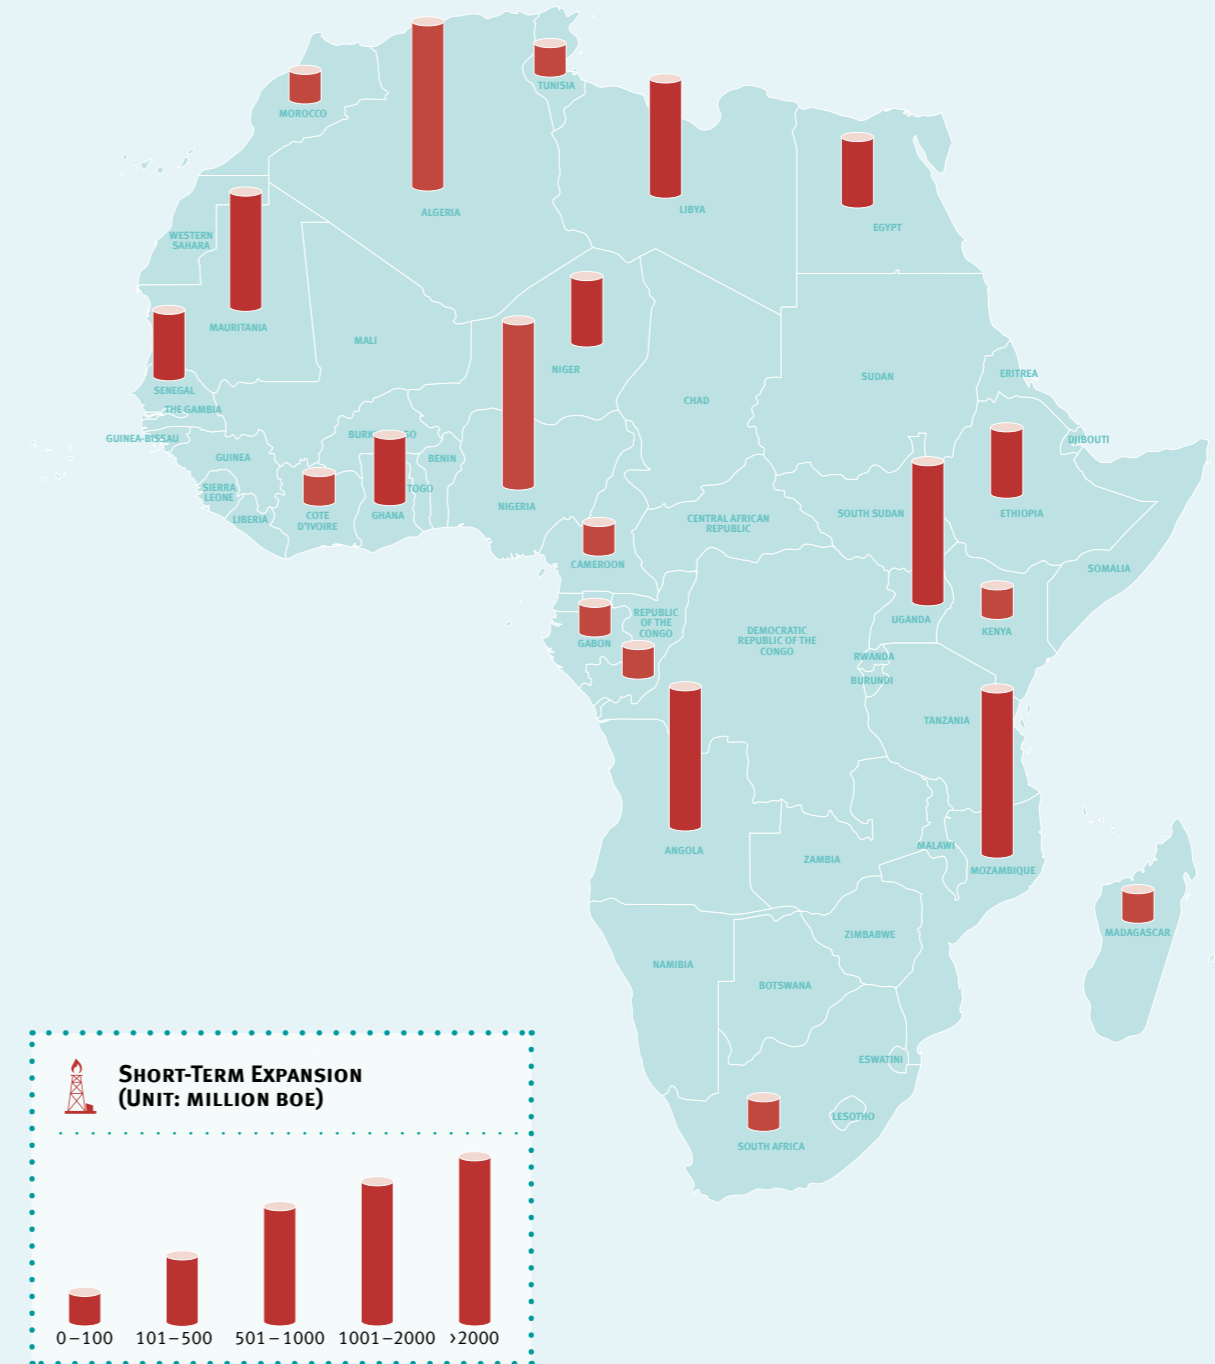 TUNISIA
MOROCCO
ALGERIA
LIBYA
EGYPT
WESTERN
SAHARA
MAURITANIA
MALI
NIGER
SENEGAL
THE GAMBIA
CHAD
SUDAN
ERITREA
GUINEA-BISSAU
GUINEA
BENIN
DJIBOUTI
SIERRA
LEONE
LIBERIA
COTE
D'IVOIRE
GHANA
TOGO
NIGERIA
CENTRAL AFRICAN
REPUBLIC
SOUTH SUDAN
ETHIOPIA
SOMALIA
CAMEROON
GABON
REPUBLIC
OF THE
CONGO
DEMOCRATIC
REPUBLIC OF THE
CONGO
UGANDA
KENYA
RWANDA
BURUNDI
TANZANIA
ANGOLA
ZAMBIA
MALAWI
MOZAMBIQUE
MADAGASCAR
ZIMBABWE
NAMIBIA
BOTSWANA
ESWATINI
LESOTHO
SOUTH AFRICA
SHORT-TERM EXPANSION
(UNIT: MILLION BOE)
0–100 101–500 501–1000 1001–2000 >2000